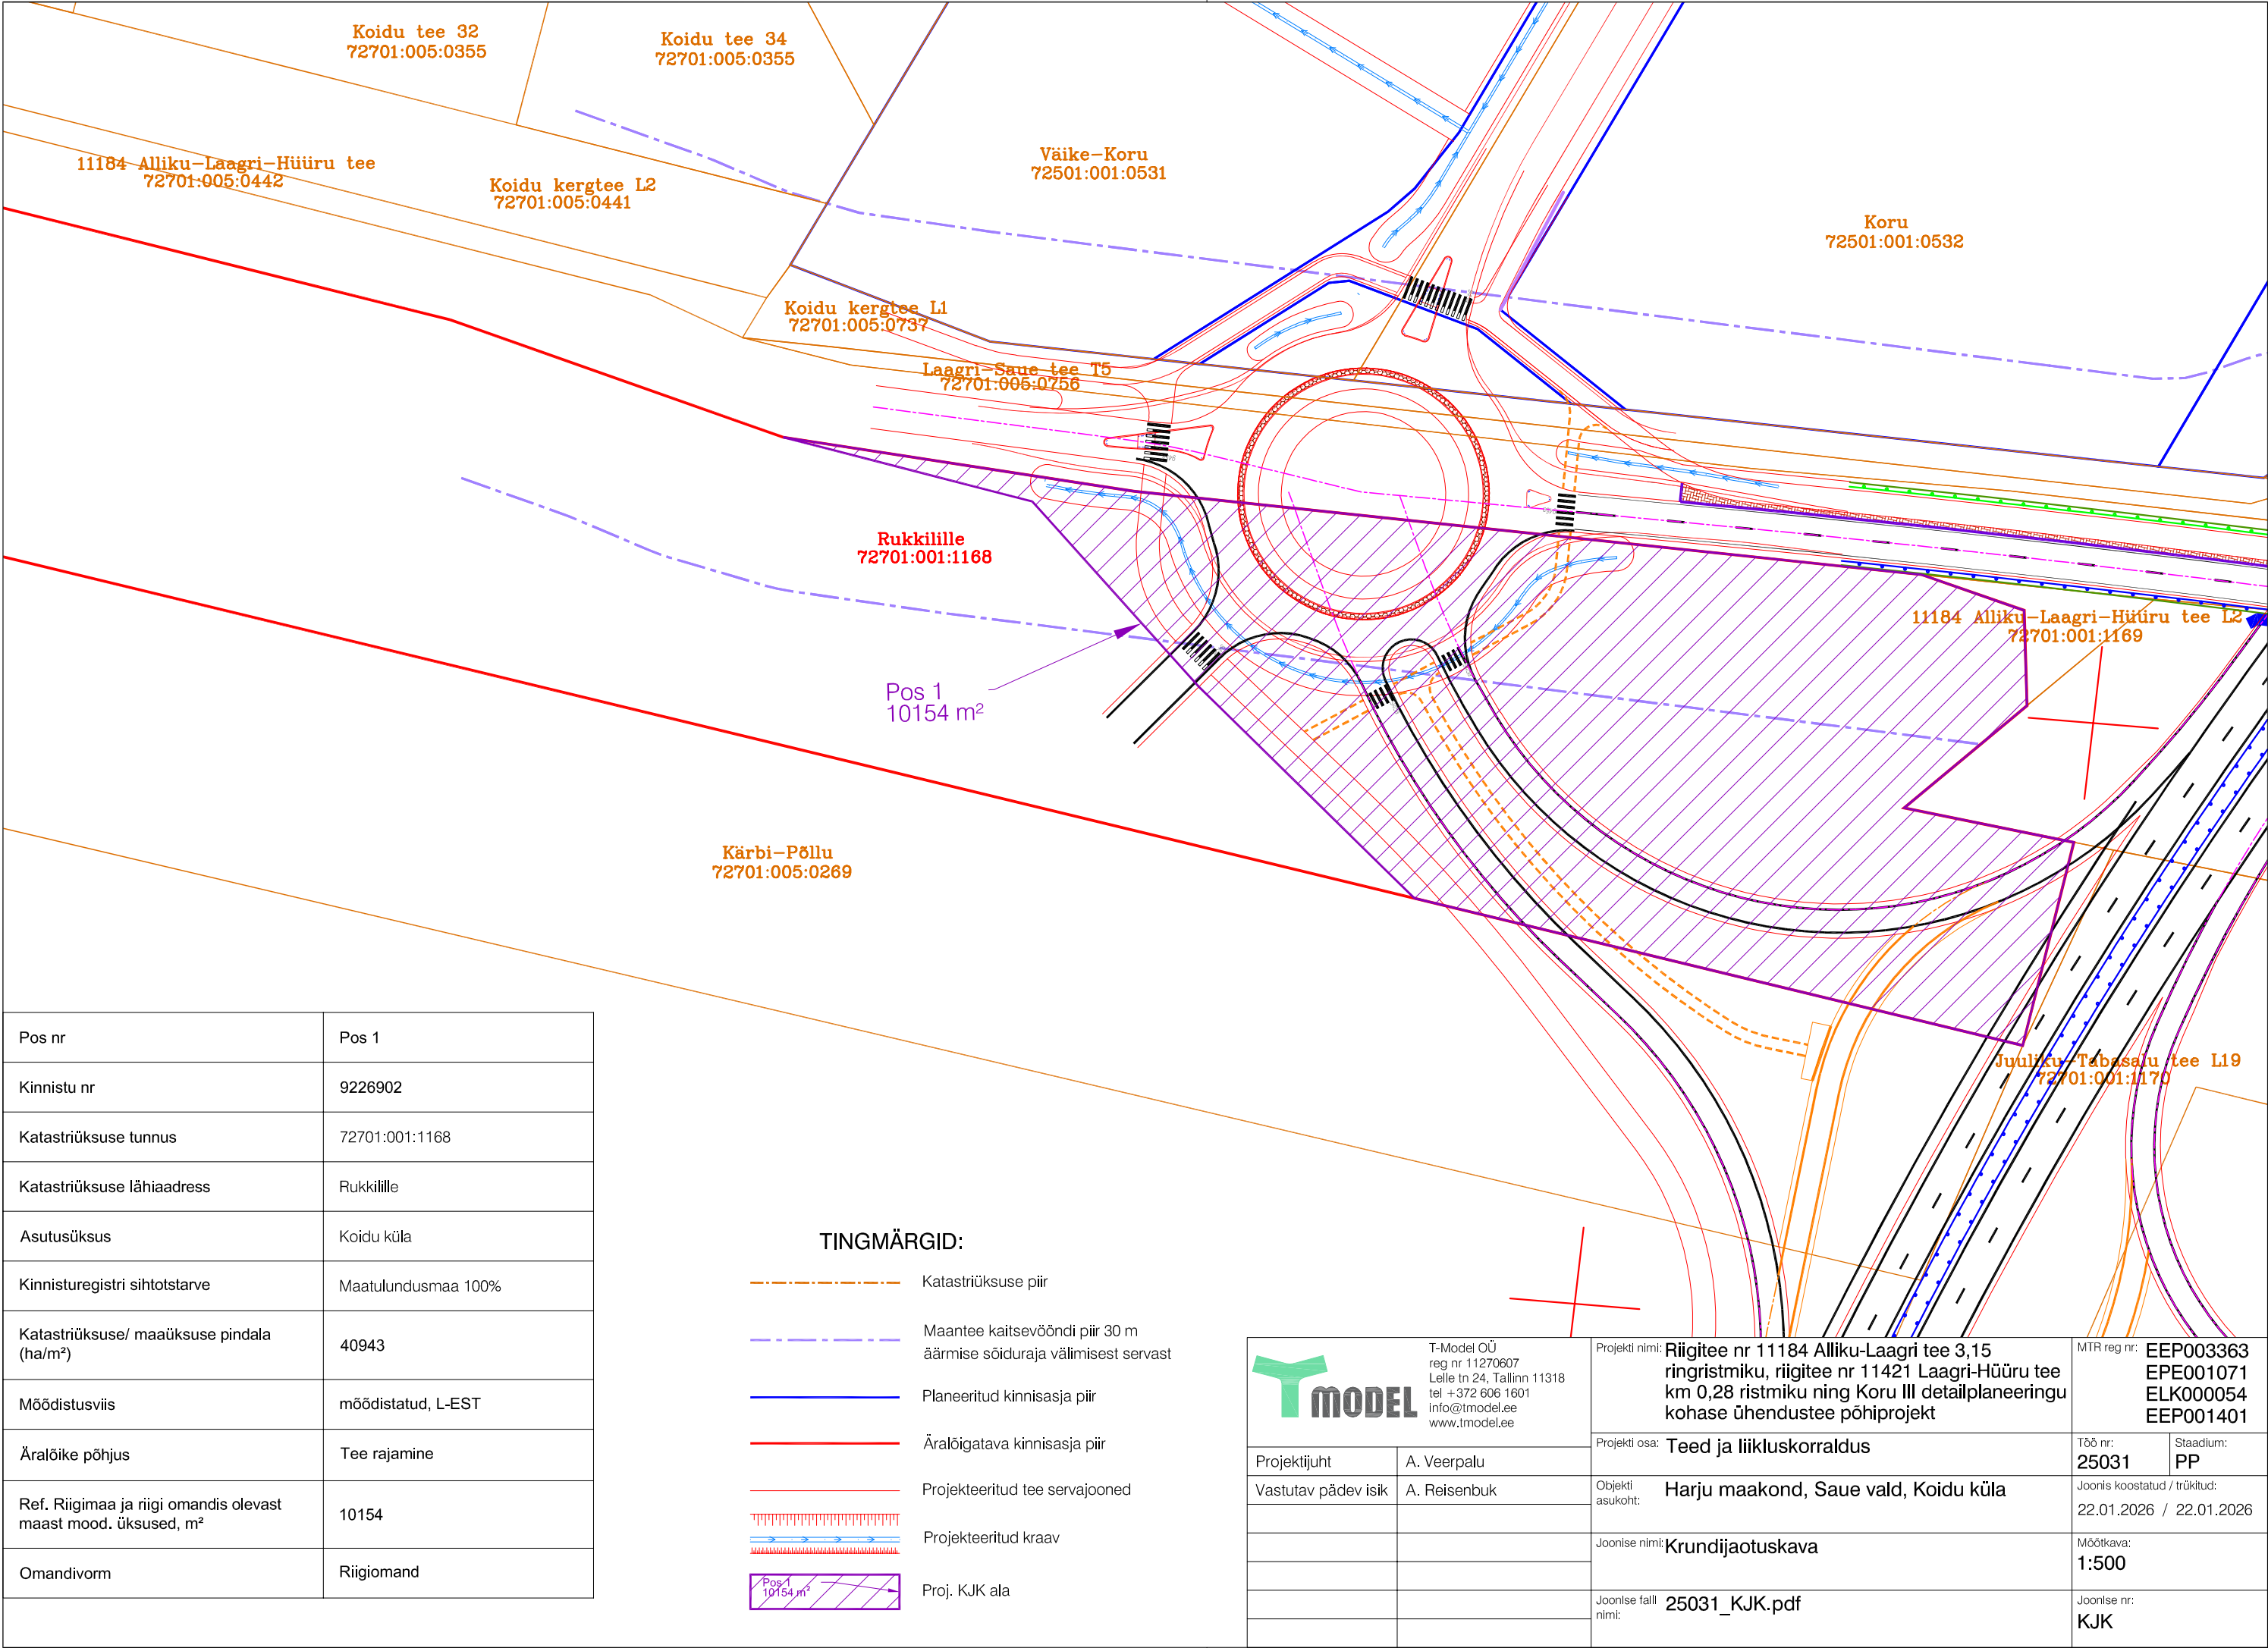 Koidu tee 32
72701:005:0355
Koidu tee 34
72701:005:0355
11184 Alliku-Laagri-Hüüru tee
72701:005:0442
Koidu kergtee L2
72701:005:0441
Väike-Koru
72501:001:0531
Koru
72501:001:0532
Koidu kergtee L1
72701:005:0737
Laagri-Saue tee T5
72701:005:0756
Rukkilille
72701:001:1168
11184 Alliku-Laagri-Hüüru tee L2
72701:001:1169
Pos 1
10154 m²
Kärbi-Põllu
72701:005:0269
Juuliku-Tabasalu tee L19
72701:001:1170
Pos nr Pos 1
Kinnistu nr 9226902
Katastriüksuse tunnus 72701:001:1168
Katastriüksuse lähiaadress Rukkilille
Asutusüksus Koidu küla
Kinnisturegistri sihtotstarve Maatulundusmaa 100%
Katastriüksuse/ maaüksuse pindala
(ha/m²) 40943
Mõõdistusviis mõõdistatud, L-EST
Äralõike põhjus Tee rajamine
Ref. Riigimaa ja riigi omandis olevast
maast mood. üksused, m² 10154
Omandivorm Riigiomand
TINGMÄRGID:
Katastriüksuse piir
Maantee kaitsevööndi piir 30 m
äärmise sõiduraja välimisest servast
Planeeritud kinnisasja piir
Äralõigatava kinnisasja piir
Projekteeritud tee servajooned
Projekteeritud kraav
Pos 1
10154 m²
Proj. KJK ala
T MODEL
T-Model OÜ
reg nr 11270607
Lelle tn 24, Tallinn 11318
tel +372 606 1601
info@tmodel.ee
www.tmodel.ee
Projektijuht A. Veerpalu
Vastutav pädev isik A. Reisenbuk
Projekti nimi: Riigitee nr 11184 Alliku-Laagri tee 3,15
ringristmiku, riigitee nr 11421 Laagri-Hüüru tee
km 0,28 ristmiku ning Koru III detailplaneeringu
kohase ühendustee põhiprojekt
MTR reg nr: EEP003363
EPE001071
ELK000054
EEP001401
Projekti osa: Teed ja liikluskorraldus
Töö nr:
25031
Staadium:
PP
Objekti
asukoht: Harju maakond, Saue vald, Koidu küla
Joonis koostatud / trükitud:
22.01.2026 / 22.01.2026
Joonise nimi: Krundijaotuskava
Mõõtkava:
1:500
Joonise faili
nimi: 25031_KJK.pdf
Joonise nr:
KJK